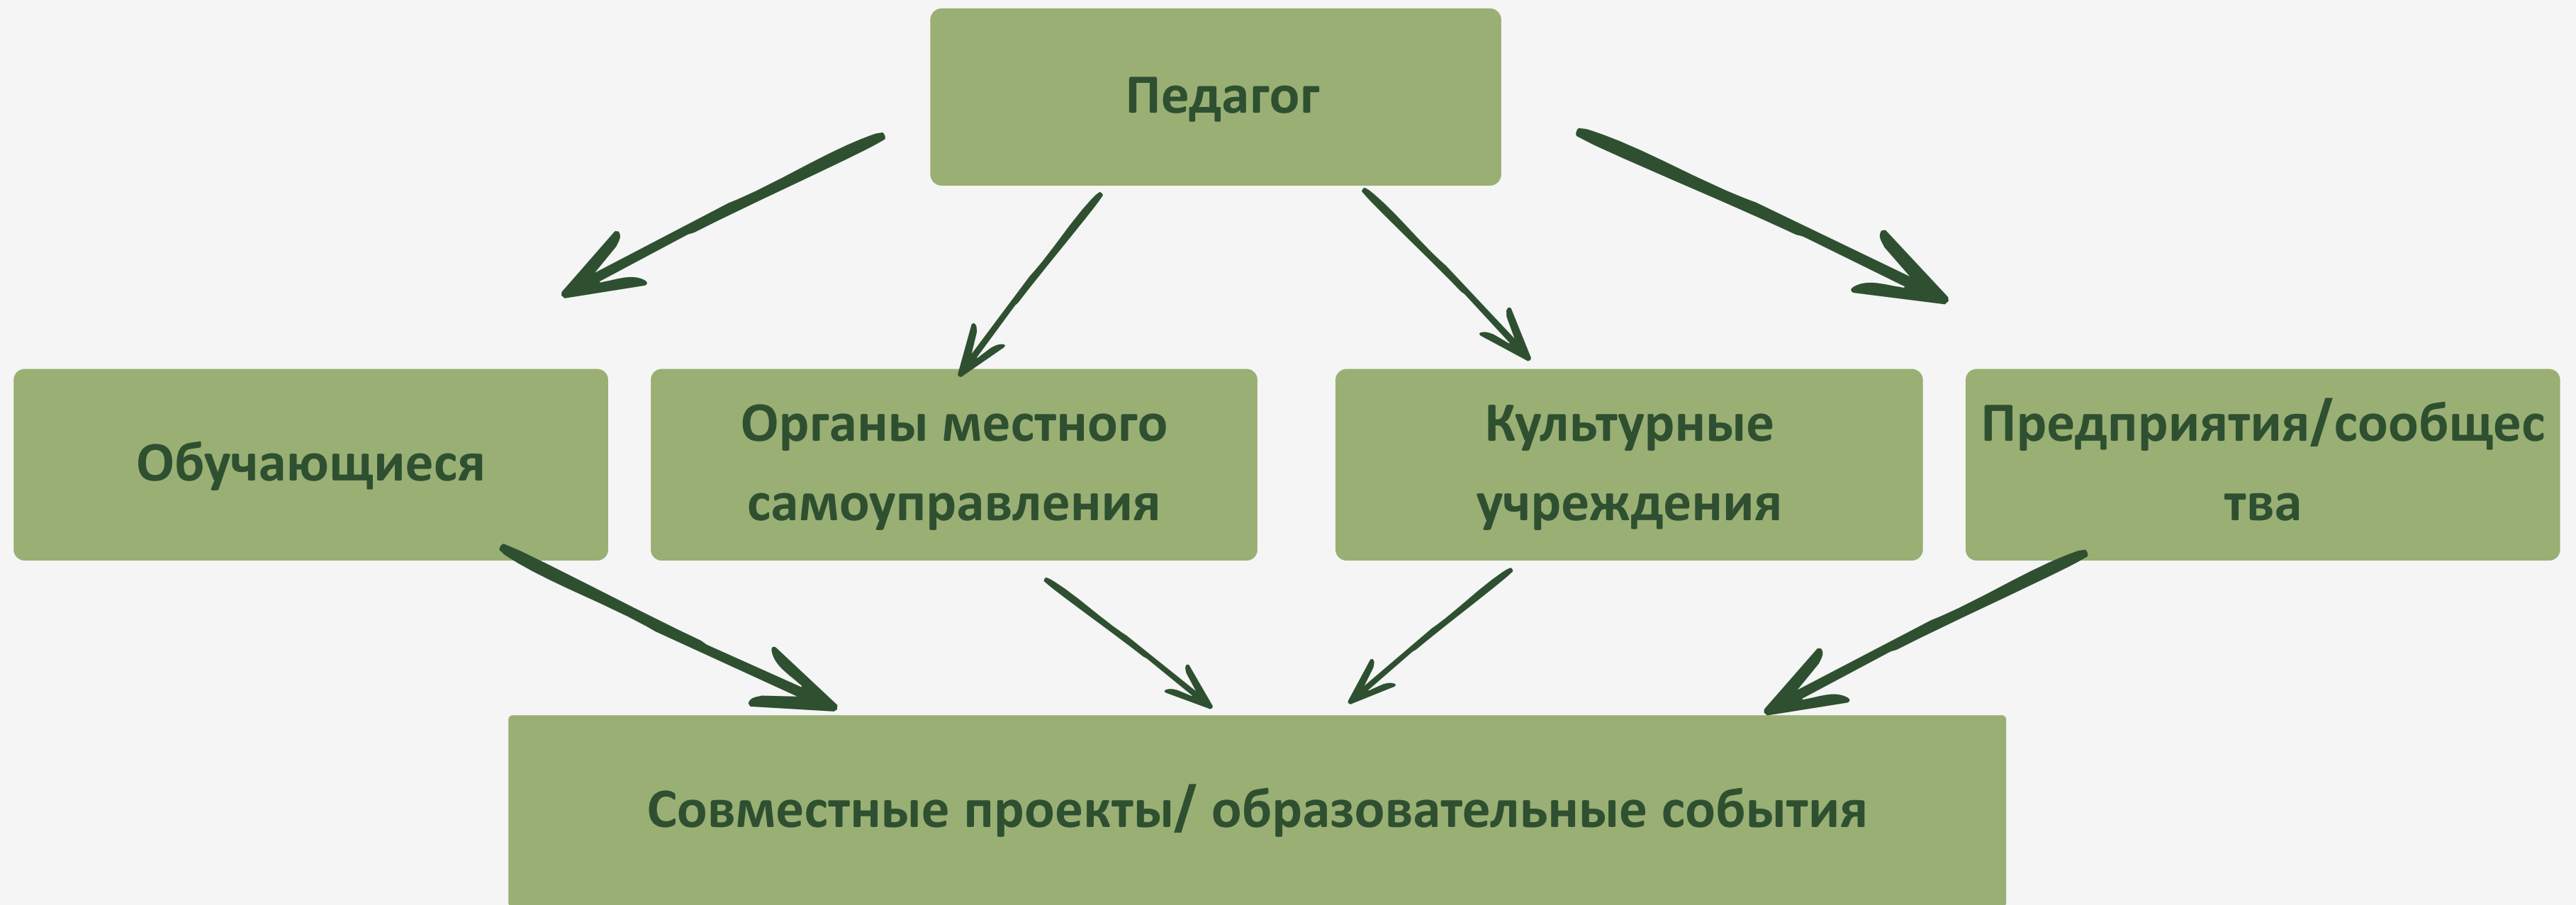 Педагог
Обучающиеся
Органы местного
самоуправления
Культурные
учреждения
Предприятия/сообщес
тва
Совместные проекты/ образовательные события